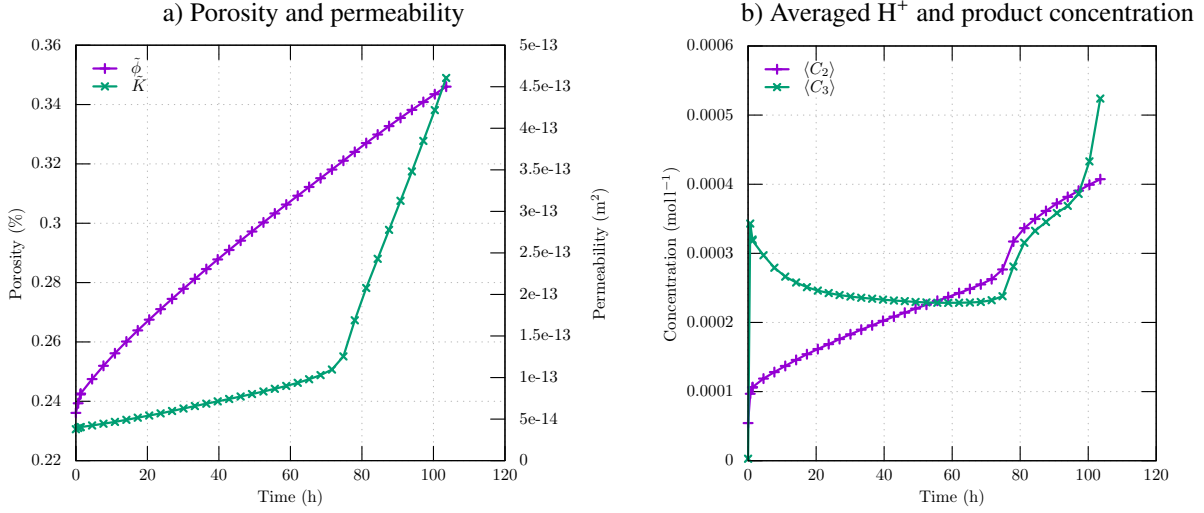 a) Porosity and permeability
0.36
0.34
0.32
0.3
0.28
0.26
0.24
0.22
Porosity (%)
5e-13
4.5e-13
4e-13
3.5e-13
3e-13
2.5e-13
2e-13
1.5e-13
1e-13
5e-14
0
Permeability (m²)
ϕ̃
K̃
0 20 40 60 80 100 120
Time (h)
b) Averaged H⁺ and product concentration
0.0006
0.0005
0.0004
0.0003
0.0002
0.0001
0
Concentration (mol l⁻¹)
⟨C₂⟩
⟨C₃⟩
0 20 40 60 80 100 120
Time (h)